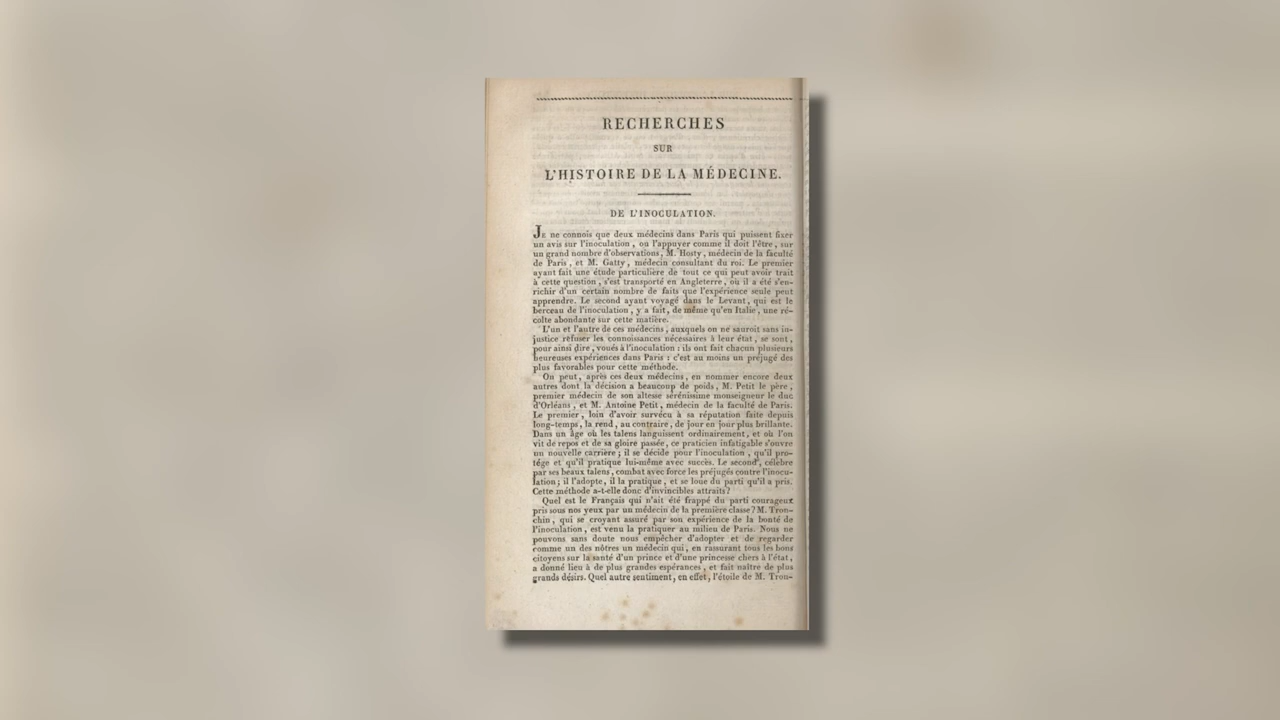 RECHERCHES
SUR
L'HISTOIRE DE LA MÉDECINE.
DE L'INOCULATION.
JE ne connois que deux médecins dans Paris qui puissent fixer
un avis sur l'inoculation, ou l'appuyer comme il doit l'être, sur
un grand nombre d'observations, M. Hosty, médecin de la faculté
de Paris, et M. Gatty, médecin consultant du roi. Le premier
ayant fait une étude particulière de tout ce qui peut avoir trait
à cette question, s'est transporté en Angleterre, où il a été s'en-
richir d'un certain nombre de faits que l'expérience seule peut
apprendre. Le second ayant voyagé dans le Levant, qui est le
berceau de l'inoculation, y a fait, de même qu'en Italie, une ré-
colte abondante sur cette matière.
L'un et l'autre de ces médecins, auxquels on ne sauroit sans in-
justice refuser les connoissances nécessaires à leur état, se sont,
pour ainsi dire, voués à l'inoculation : ils ont fait chacun plusieurs
heureuses expériences dans Paris : c'est au moins un préjugé des
plus favorables pour cette méthode.
On peut, après ces deux médecins, en nommer encore deux
autres dont la décision a beaucoup de poids, M. Petit le père,
premier médecin de son altesse sérénissime monseigneur le duc
d'Orléans, et M. Antoine Petit, médecin de la faculté de Paris.
Le premier, loin d'avoir survécu à sa réputation faite depuis
long-temps, la rend, au contraire, de jour en jour plus brillante.
Dans un âge où les talens languissent ordinairement, et où l'on
vit de repos et de sa gloire passée, ce praticien infatigable s'ouvre
un nouvelle carrière; il se décide pour l'inoculation, qu'il pro-
tége et qu'il pratique lui-même avec succès. Le second, célèbre
par ses beaux talens, combat avec force les préjugés contre l'inocu-
lation; il l'adopte, il la pratique, et se loue du parti qu'il a pris.
Cette méthode a-t-elle donc d'invincibles attraits?
Quel est le Français qui n'ait été frappé du parti courageux
pris sous nos yeux par un médecin de la première classe? M. Tron-
chin, qui se croyant assuré par son expérience de la bonté de
l'inoculation, est venu la pratiquer au milieu de Paris. Nous ne
pouvons sans doute nous empêcher d'adopter et de regarder
comme un des nôtres un médecin qui, en rassurant tous les bons
citoyens sur la santé d'un prince et d'une princesse chers à l'état,
a donné lieu à de plus grandes espérances, et fait naître de plus
grands désirs. Quel autre sentiment, en effet, l'étoile de M. Tron-